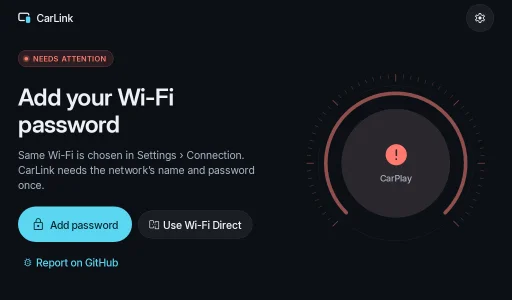 CarLink
NEEDS ATTENTION
Add your Wi-Fi
password
Same Wi-Fi is chosen in Settings › Connection.
CarLink needs the network's name and password
once.
Add password
Use Wi-Fi Direct
Report on GitHub
CarPlay